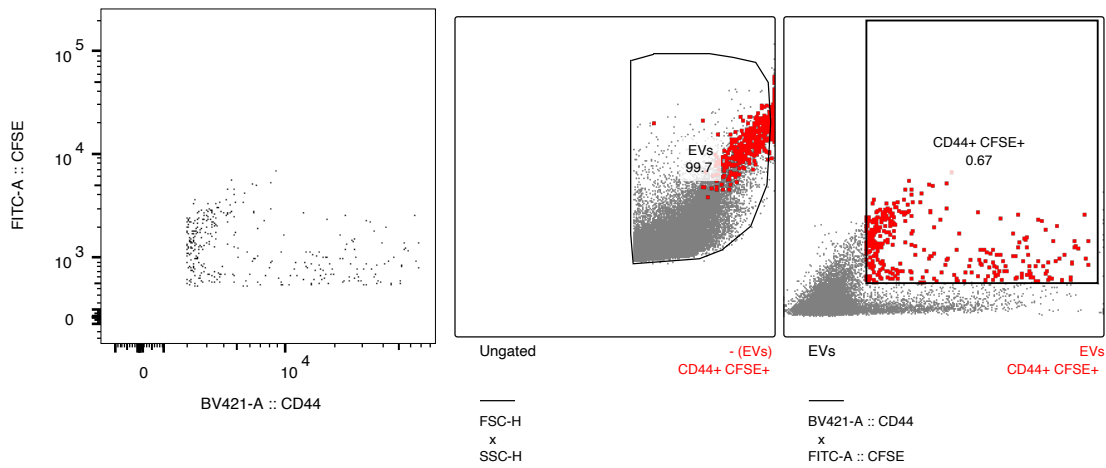 FITC-A :: CFSE
10^5
10^4
10^3
0
0
10^4
BV421-A :: CD44
EVs
99.7
Ungated
- (EVs)
CD44+ CFSE+
FSC-H
x
SSC-H
CD44+ CFSE+
0.67
EVs
EVs
CD44+ CFSE+
BV421-A :: CD44
x
FITC-A :: CFSE